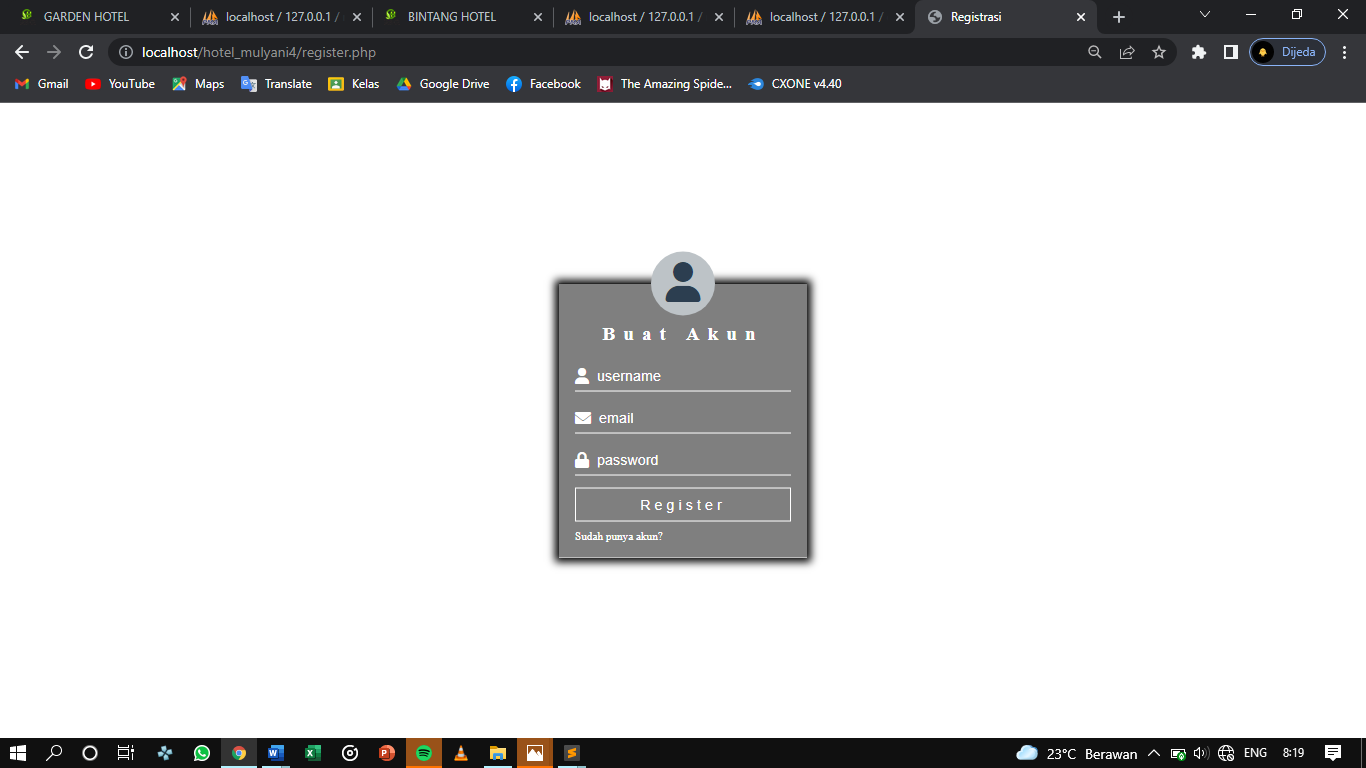 GARDEN HOTEL
localhost / 127.0.0.1 /
BINTANG HOTEL
localhost / 127.0.0.1 /
localhost / 127.0.0.1 /
Registrasi
localhost/hotel_mulyani4/register.php
Dijeda
Gmail
YouTube
Maps
Translate
Kelas
Google Drive
Facebook
The Amazing Spide...
CXONE v4.40
Buat Akun
username
email
password
Register
Sudah punya akun?
23°C Berawan
ENG
8:19